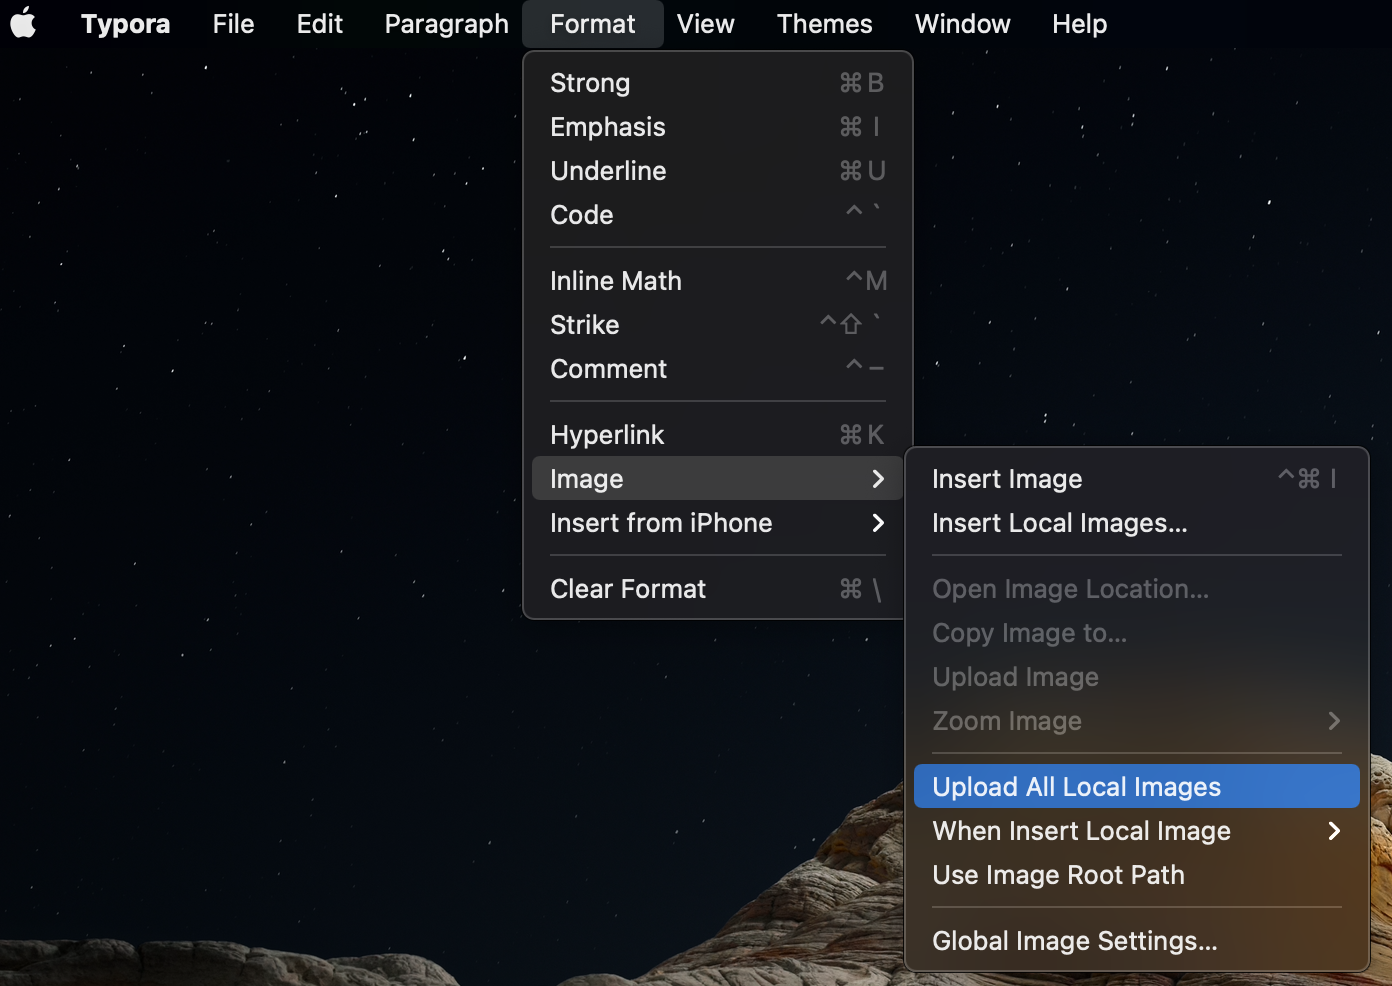 Typora File Edit Paragraph Format View Themes Window Help
Strong ⌘ B
Emphasis ⌘ I
Underline ⌘ U
Code ^ `
Inline Math ^ M
Strike ^ ⇧ `
Comment ^ –
Hyperlink ⌘ K
Image
Insert from iPhone
Clear Format ⌘ \
Insert Image ^ ⌘ I
Insert Local Images...
Open Image Location...
Copy Image to...
Upload Image
Zoom Image
Upload All Local Images
When Insert Local Image
Use Image Root Path
Global Image Settings...